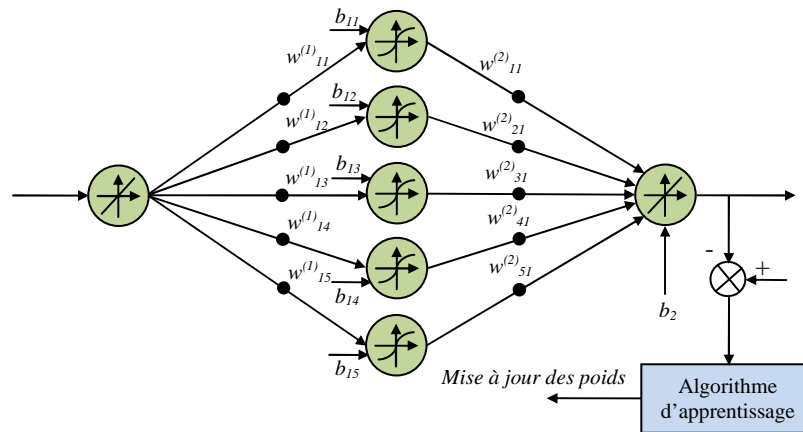 b11
w(1)11
w(2)11
b12
w(1)12
w(2)21
b13
w(1)13
w(2)31
w(1)14
w(2)41
-
+
w(1)15
w(2)51
b14
b2
b15
Mise à jour des poids
Algorithme
d'apprentissage